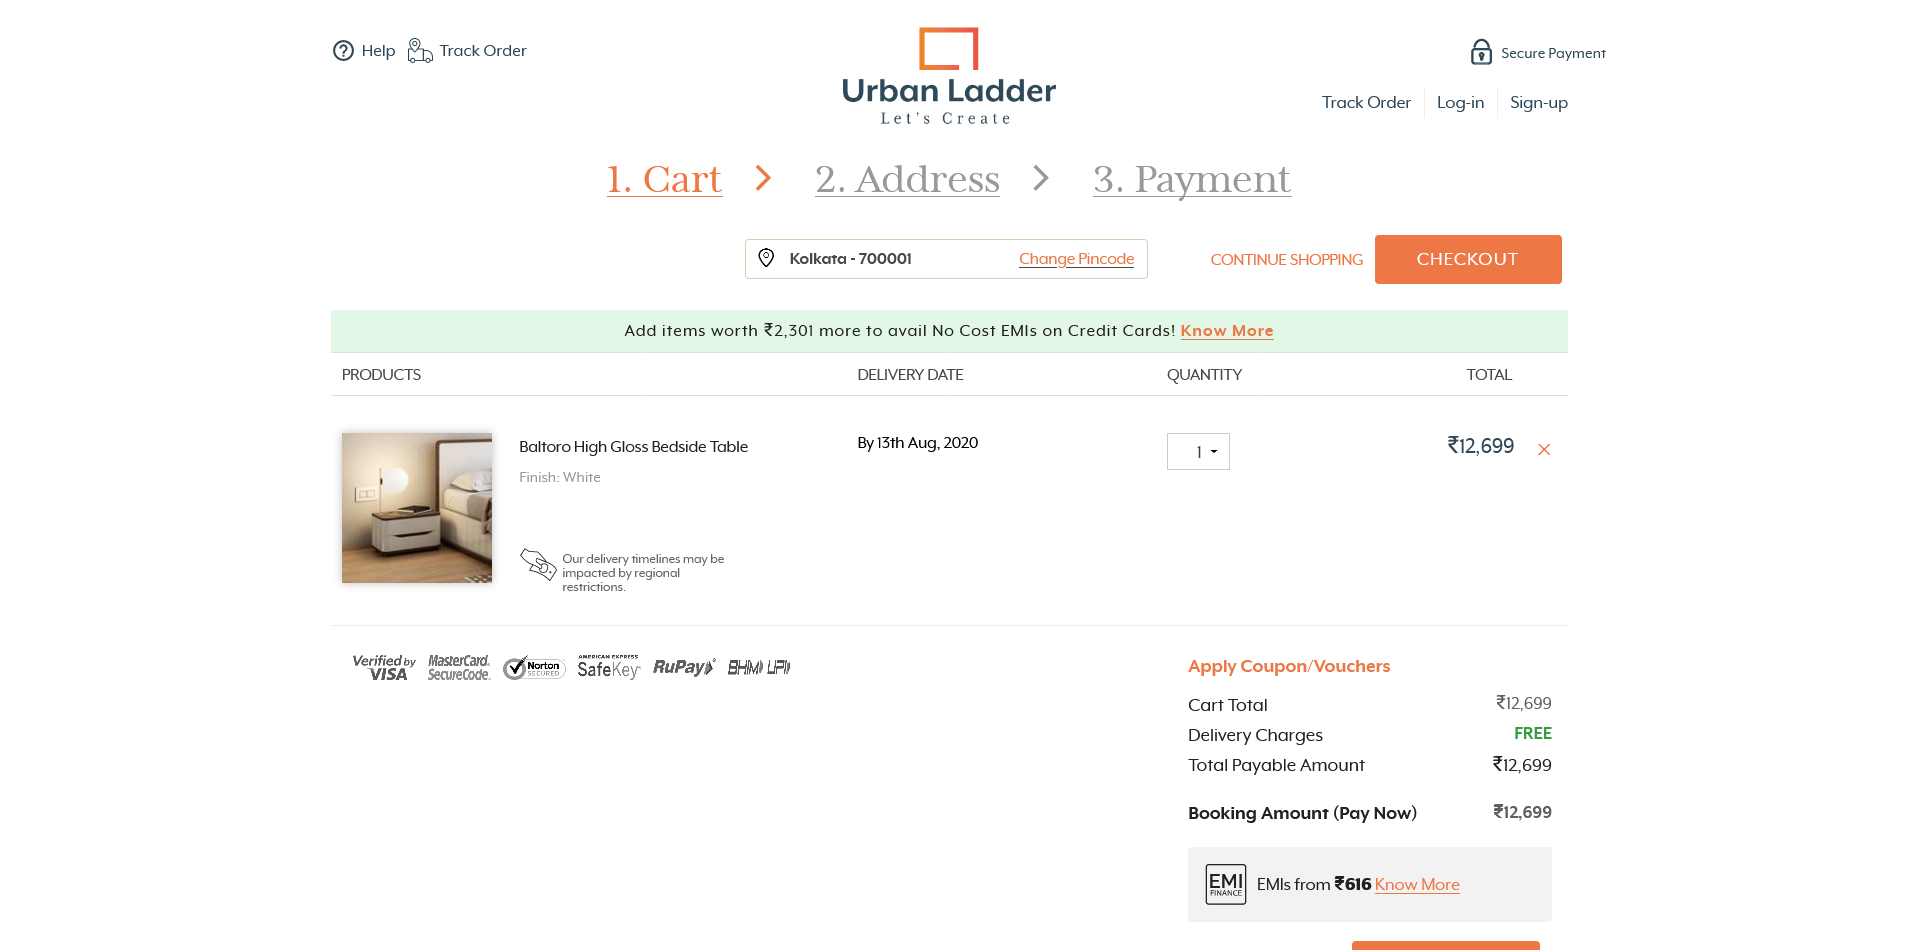 Help Track Order
Urban Ladder
Let's Create
Secure Payment
Track Order Log-in Sign-up
1. Cart 2. Address 3. Payment
Kolkata - 700001 Change Pincode CONTINUE SHOPPING CHECKOUT
Add items worth ₹2,301 more to avail No Cost EMIs on Credit Cards! Know More
PRODUCTS DELIVERY DATE QUANTITY TOTAL
Baltoro High Gloss Bedside Table By 13th Aug, 2020 1 ₹12,699
Finish: White
Our delivery timelines may be
impacted by regional
restrictions.
Verified by
VISA
MasterCard.
SecureCode.
Norton
SECURED
AMERICAN EXPRESS
SafeKey
RuPay
BHIM UPI
Apply Coupon/Vouchers
Cart Total ₹12,699
Delivery Charges FREE
Total Payable Amount ₹12,699
Booking Amount (Pay Now) ₹12,699
EMI
FINANCE
EMIs from ₹616 Know More